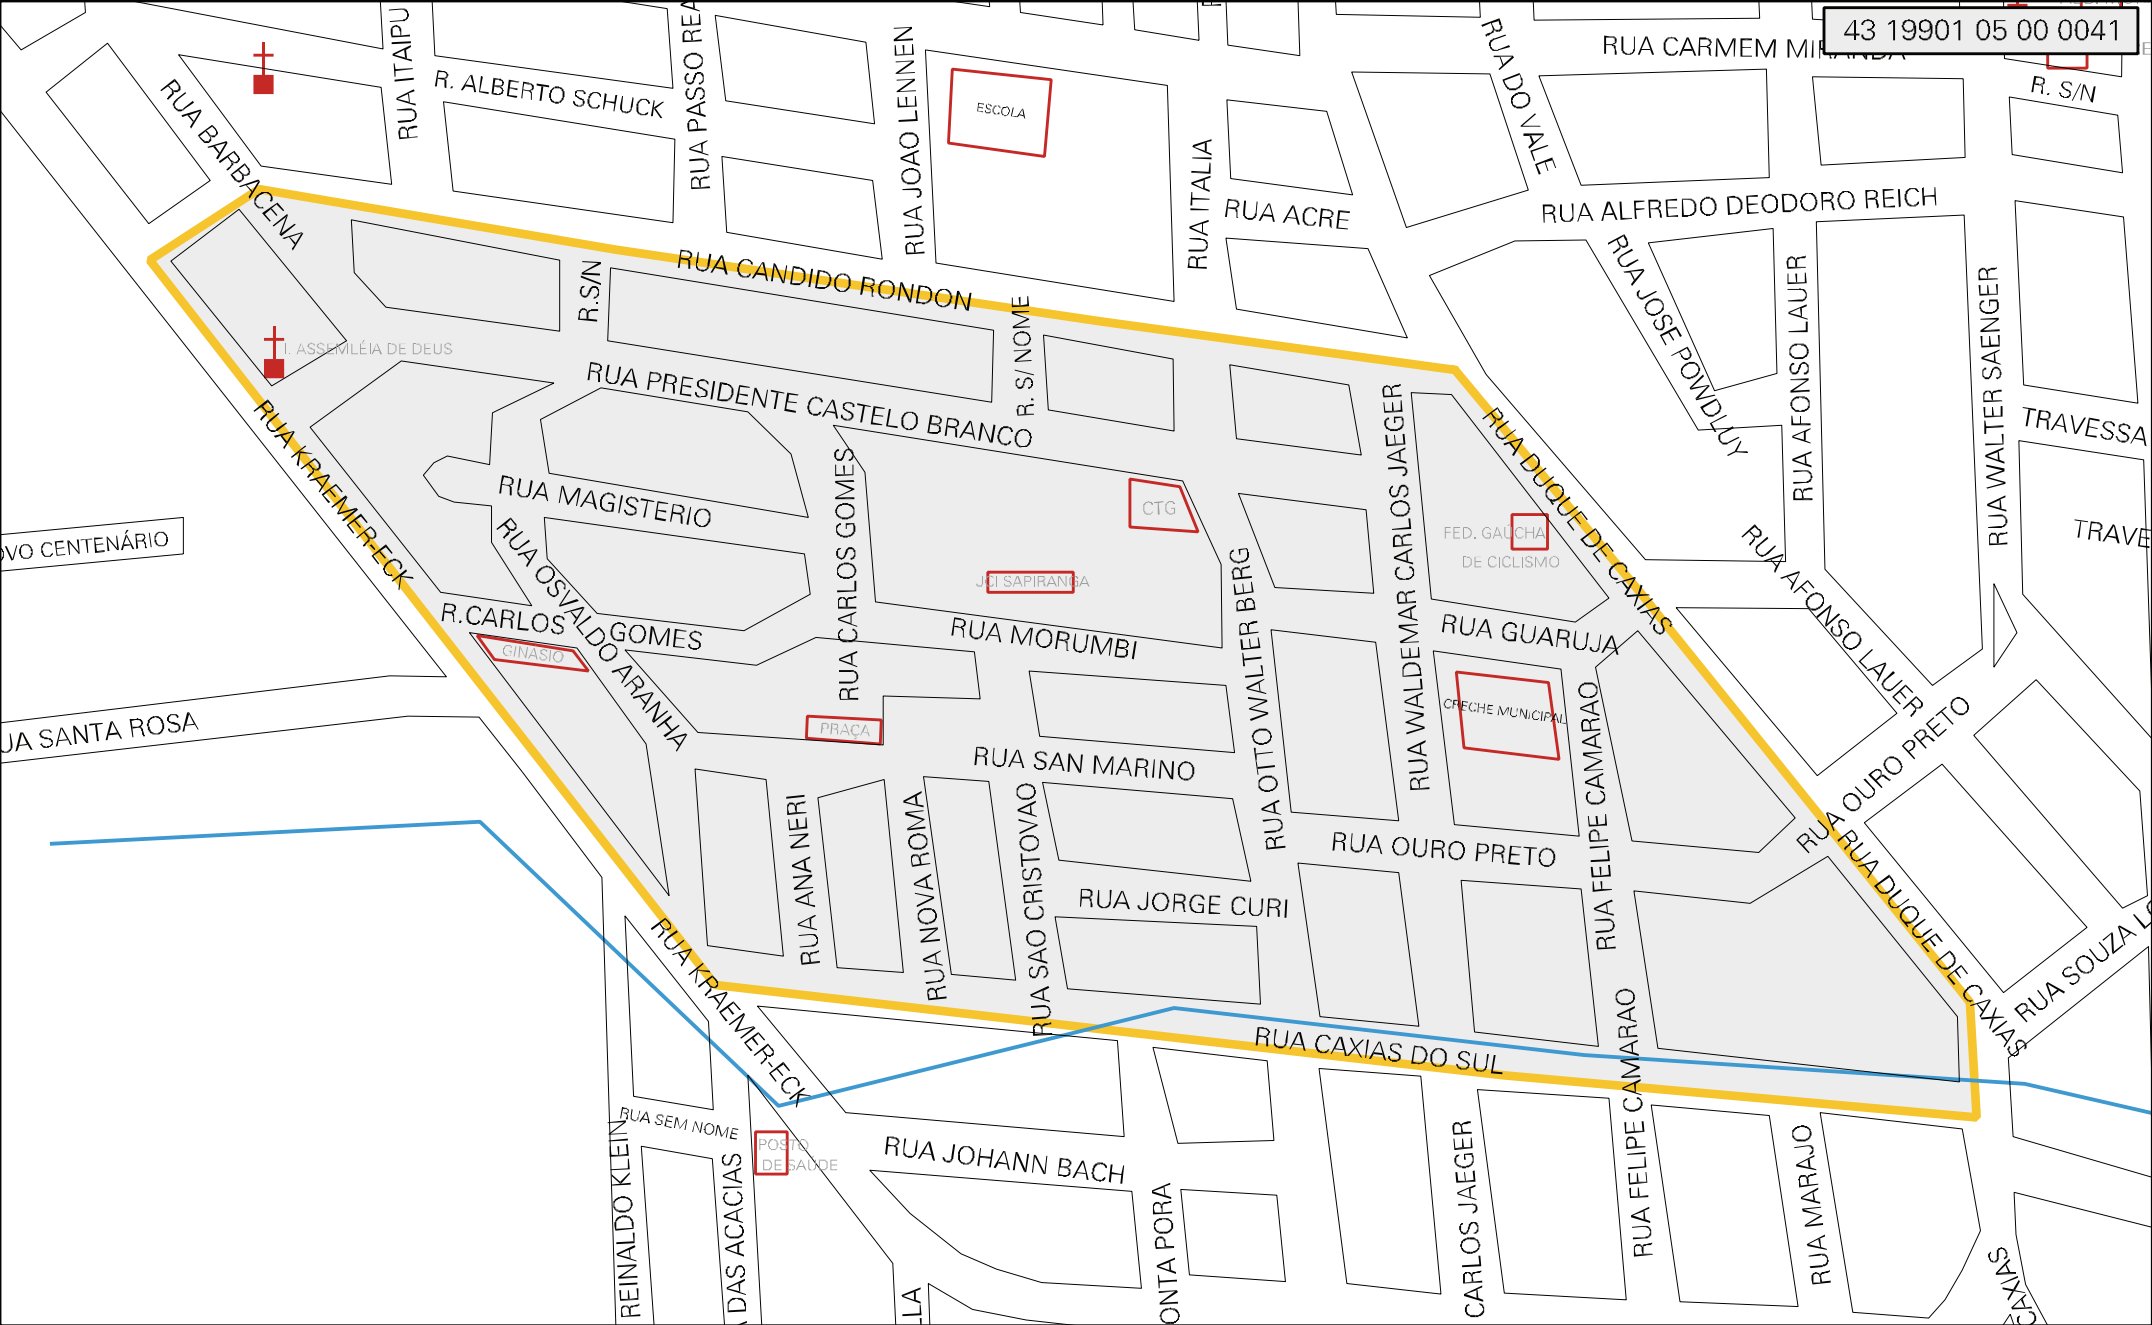 43 19901 05 00 0041
RUA CARMEM MIRANDA
R. S/N
RUA ITAIPU
R. ALBERTO SCHUCK
RUA PASSO REA
RUA JOAO LENNEN
ESCOLA
RUA DO VALE
RUA BARBACENA
RUA ITALIA
RUA ACRE
RUA ALFREDO DEODORO REICH
RUA JOSE POWDLUY
RUA AFONSO LAUER
RUA WALTER SAENGER
RUA CANDIDO RONDON
R.S/N
R. S/ NOME
I. ASSEMLÉIA DE DEUS
RUA PRESIDENTE CASTELO BRANCO
TRAVESSA
TRAVE
RUA KRAEMER-ECK
RUA MAGISTERIO
RUA CARLOS GOMES
CTG
RUA WALDEMAR CARLOS JAEGER
RUA DUQUE DE CAXIAS
FED. GAÚCHA
DE CICLISMO
OVO CENTENÁRIO
RUA OSVALDO ARANHA
JCI SAPIRANGA
RUA OTTO WALTER BERG
RUA AFONSO LAUER
R.CARLOS GOMES
GINASIO
RUA MORUMBI
RUA GUARUJA
CRECHE MUNICIPAL
RUA FELIPE CAMARAO
UA SANTA ROSA
PRAÇA
RUA SAN MARINO
RUA OURO PRETO
RUA ANA NERI
RUA NOVA ROMA
RUA SAO CRISTOVAO
RUA OURO PRETO
RUA JORGE CURI
RUA DUQUE DE CAXIAS
RUA SOUZA LO
RUA KRAEMER-ECK
RUA CAXIAS DO SUL
RUA FELIPE CAMARAO
RUA SEM NOME
POSTO
DE SAÚDE
RUA JOHANN BACH
REINALDO KLEIN
DAS ACACIAS
LLA
ONTA PORA
CARLOS JAEGER
RUA MARAJO
CAXIAS
CAXIAS